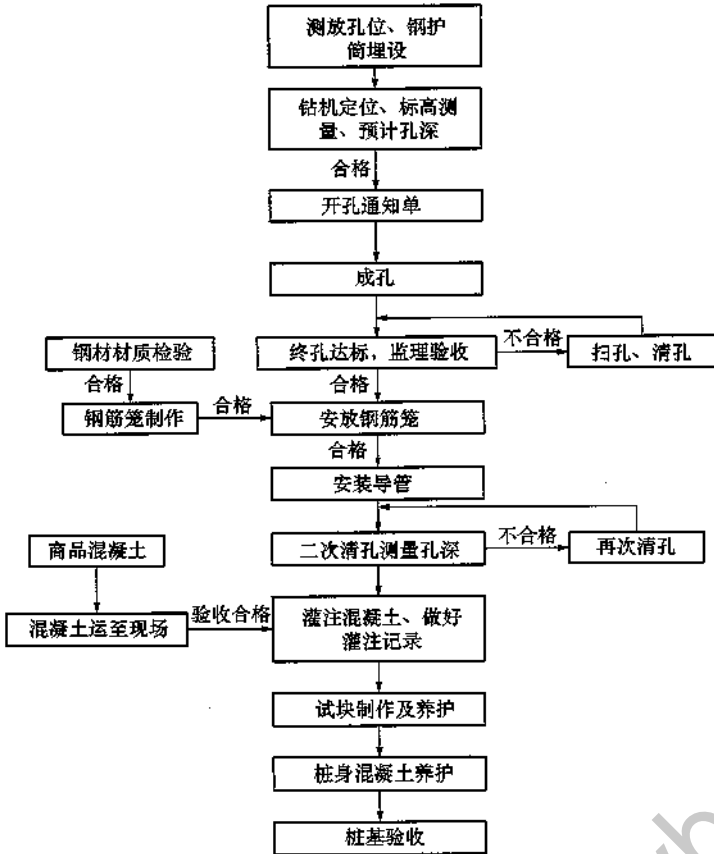 测放孔位、钢护
筒埋设
钻机定位、标高测
量、预计孔深
合格
开孔通知单
成孔
钢材材质检验
终孔达标，监理验收
不合格
扫孔、清孔
合格
合格
钢筋笼制作
合格
安放钢筋笼
合格
安装导管
商品混凝土
二次清孔测量孔深
不合格
再次清孔
混凝土运至现场
验收合格
灌注混凝土、做好
灌注记录
试块制作及养护
桩身混凝土养护
桩基验收